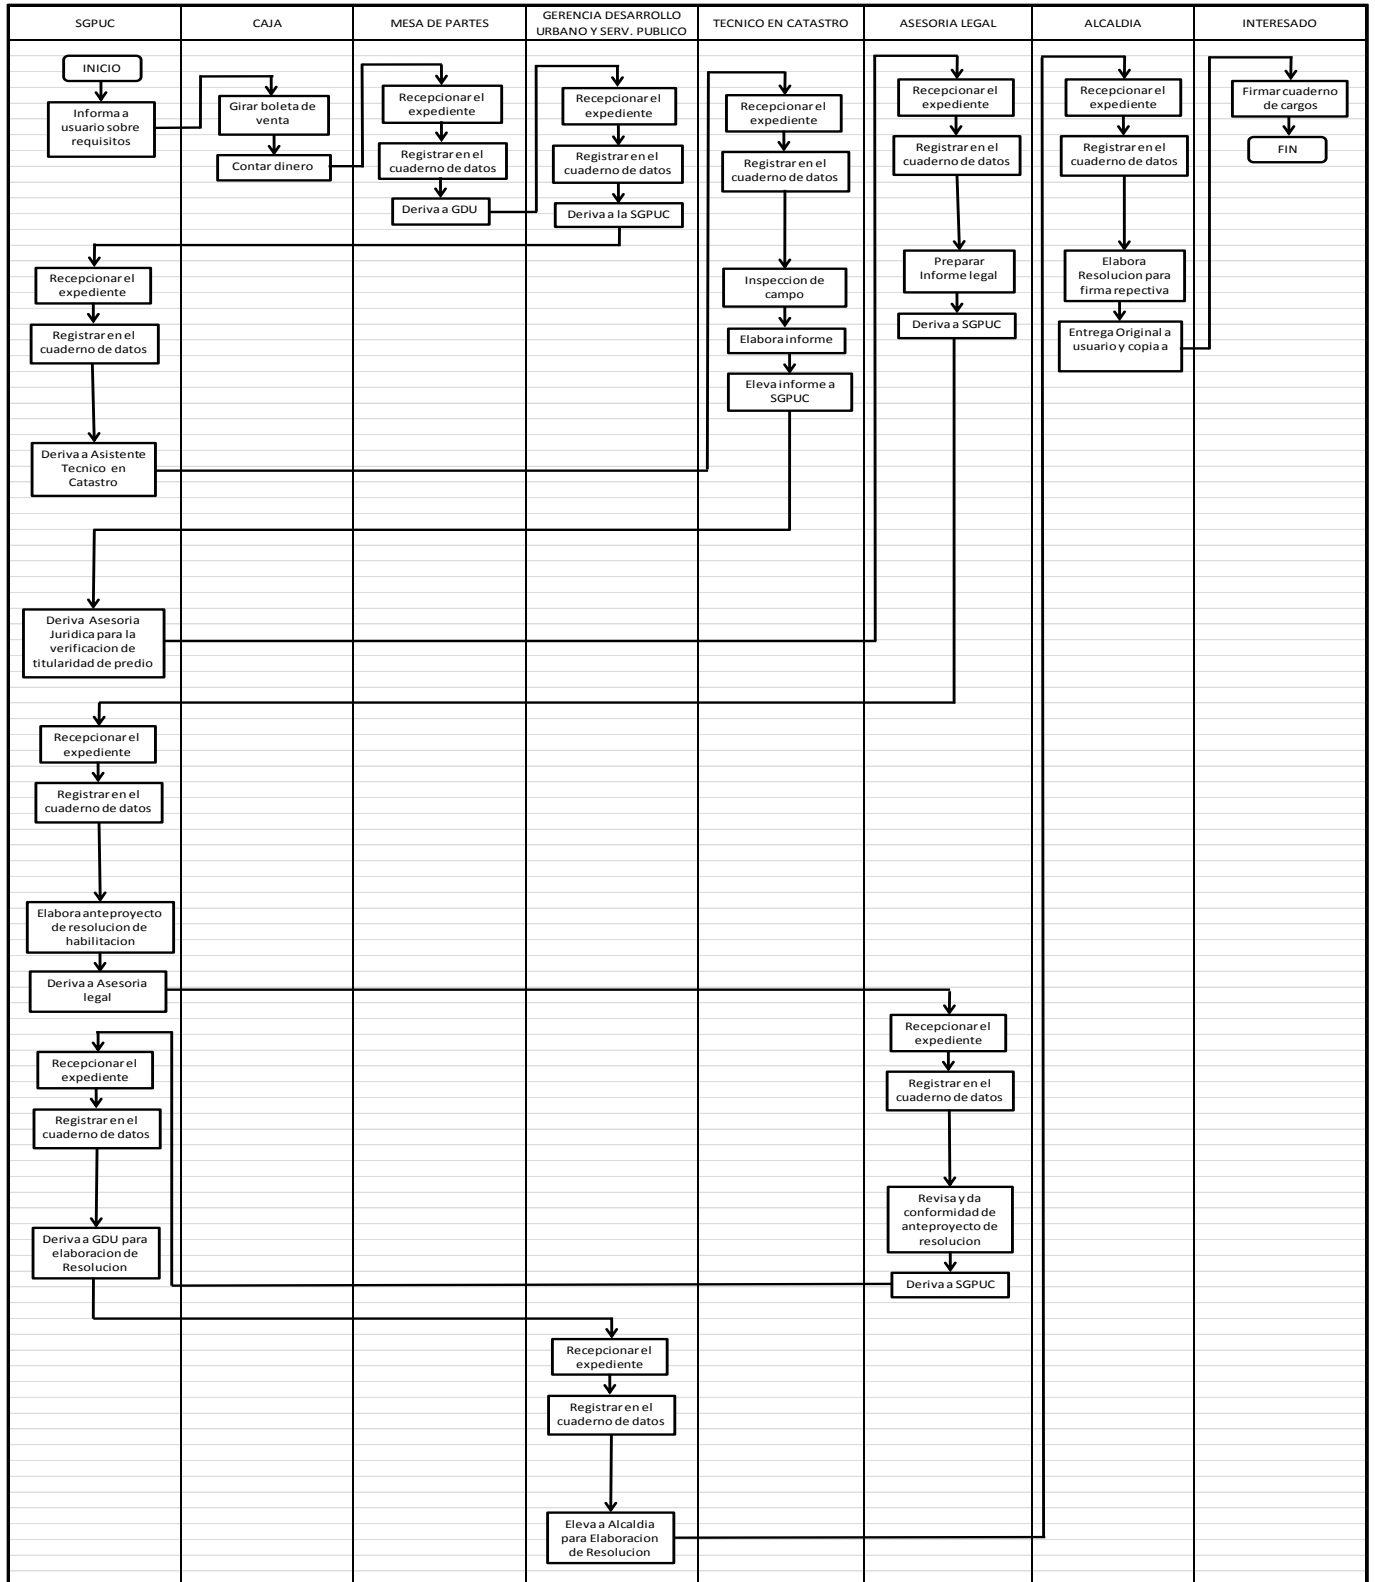 SGPUC
CAJA
MESA DE PARTES
GERENCIA DESARROLLO
URBANO Y SERV. PUBLICO
TECNICO EN CATASTRO
ASESORIA LEGAL
ALCALDIA
INTERESADO
INICIO
Informa a
usuario sobre
requisitos
Girar boleta de
venta
Contar dinero
Recepcionar el
expediente
Registrar en el
cuaderno de datos
Deriva a GDU
Recepcionar el
expediente
Registrar en el
cuaderno de datos
Deriva a la SGPUC
Recepcionar el
expediente
Registrar en el
cuaderno de datos
Deriva a Asistente
Tecnico en
Catastro
Recepcionar el
expediente
Registrar en el
cuaderno de datos
Inspeccion de
campo
Elabora informe
Eleva informe a
SGPUC
Deriva Asesoria
Juridica para la
verificacion de
titularidad de predio
Recepcionar el
expediente
Registrar en el
cuaderno de datos
Preparar
Informe legal
Deriva a SGPUC
Recepcionar el
expediente
Registrar en el
cuaderno de datos
Elabora anteproyecto
de resolucion de
habilitacion
Deriva a Asesoria
legal
Recepcionar el
expediente
Registrar en el
cuaderno de datos
Revisa y da
conformidad de
anteproyecto de
resolucion
Deriva a SGPUC
Recepcionar el
expediente
Registrar en el
cuaderno de datos
Deriva a GDU para
elaboracion de
Resolucion
Recepcionar el
expediente
Registrar en el
cuaderno de datos
Eleva a Alcaldia
para Elaboracion
de Resolucion
Recepcionar el
expediente
Registrar en el
cuaderno de datos
Elabora
Resolucion para
firma repectiva
Entrega Original a
usuario y copia a
Firmar cuaderno
de cargos
FIN